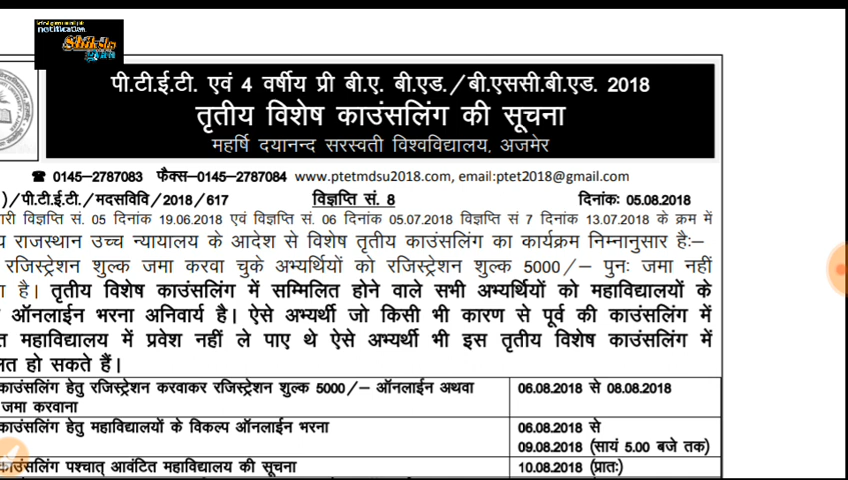 notification
पी.टी.ई.टी. एवं 4 वर्षीय प्री बी.ए. बी.एड./बी.एससी.बी.एड. 2018
तृतीय विशेष काउंसलिंग की सूचना
महर्षि दयानन्द सरस्वती विश्वविद्यालय, अजमेर
☎ 0145-2787083 फैक्स-0145-2787084 www.ptetmdsu2018.com, email:ptet2018@gmail.com
)/पी.टी.ई.टी./मदसविवि/2018/617 विज्ञप्ति सं. 8 दिनांकः 05.08.2018
ारी विज्ञप्ति सं. 05 दिनांक 19.06.2018 एवं विज्ञप्ति सं. 06 दिनांक 05.07.2018 विज्ञप्ति सं 7 दिनांक 13.07.2018 के क्रम में
य राजस्थान उच्च न्यायालय के आदेश से विशेष तृतीय काउंसलिंग का कार्यक्रम निम्नानुसार हैः–
रजिस्ट्रेशन शुल्क जमा करवा चुके अभ्यर्थियों को रजिस्ट्रेशन शुल्क 5000/– पुनः जमा नहीं
ा है। तृतीय विशेष काउंसलिंग में सम्मिलित होने वाले सभी अभ्यर्थियों को महाविद्यालयों के
ऑनलाईन भरना अनिवार्य है। ऐसे अभ्यर्थी जो किसी भी कारण से पूर्व की काउंसलिंग में
त महाविद्यालय में प्रवेश नहीं ले पाए थे ऐसे अभ्यर्थी भी इस तृतीय विशेष काउंसलिंग में
लत हो सकते हैं।
काउंसलिंग हेतु रजिस्ट्रेशन करवाकर रजिस्ट्रेशन शुल्क 5000/– ऑनलाईन अथवा 06.08.2018 से 08.08.2018
जमा करवाना
काउंसलिंग हेतु महाविद्यालयों के विकल्प ऑनलाईन भरना 06.08.2018 से
09.08.2018 (सायं 5.00 बजे तक)
काउंसलिंग पश्चात् आवंटित महाविद्यालय की सूचना 10.08.2018 (प्रातः)